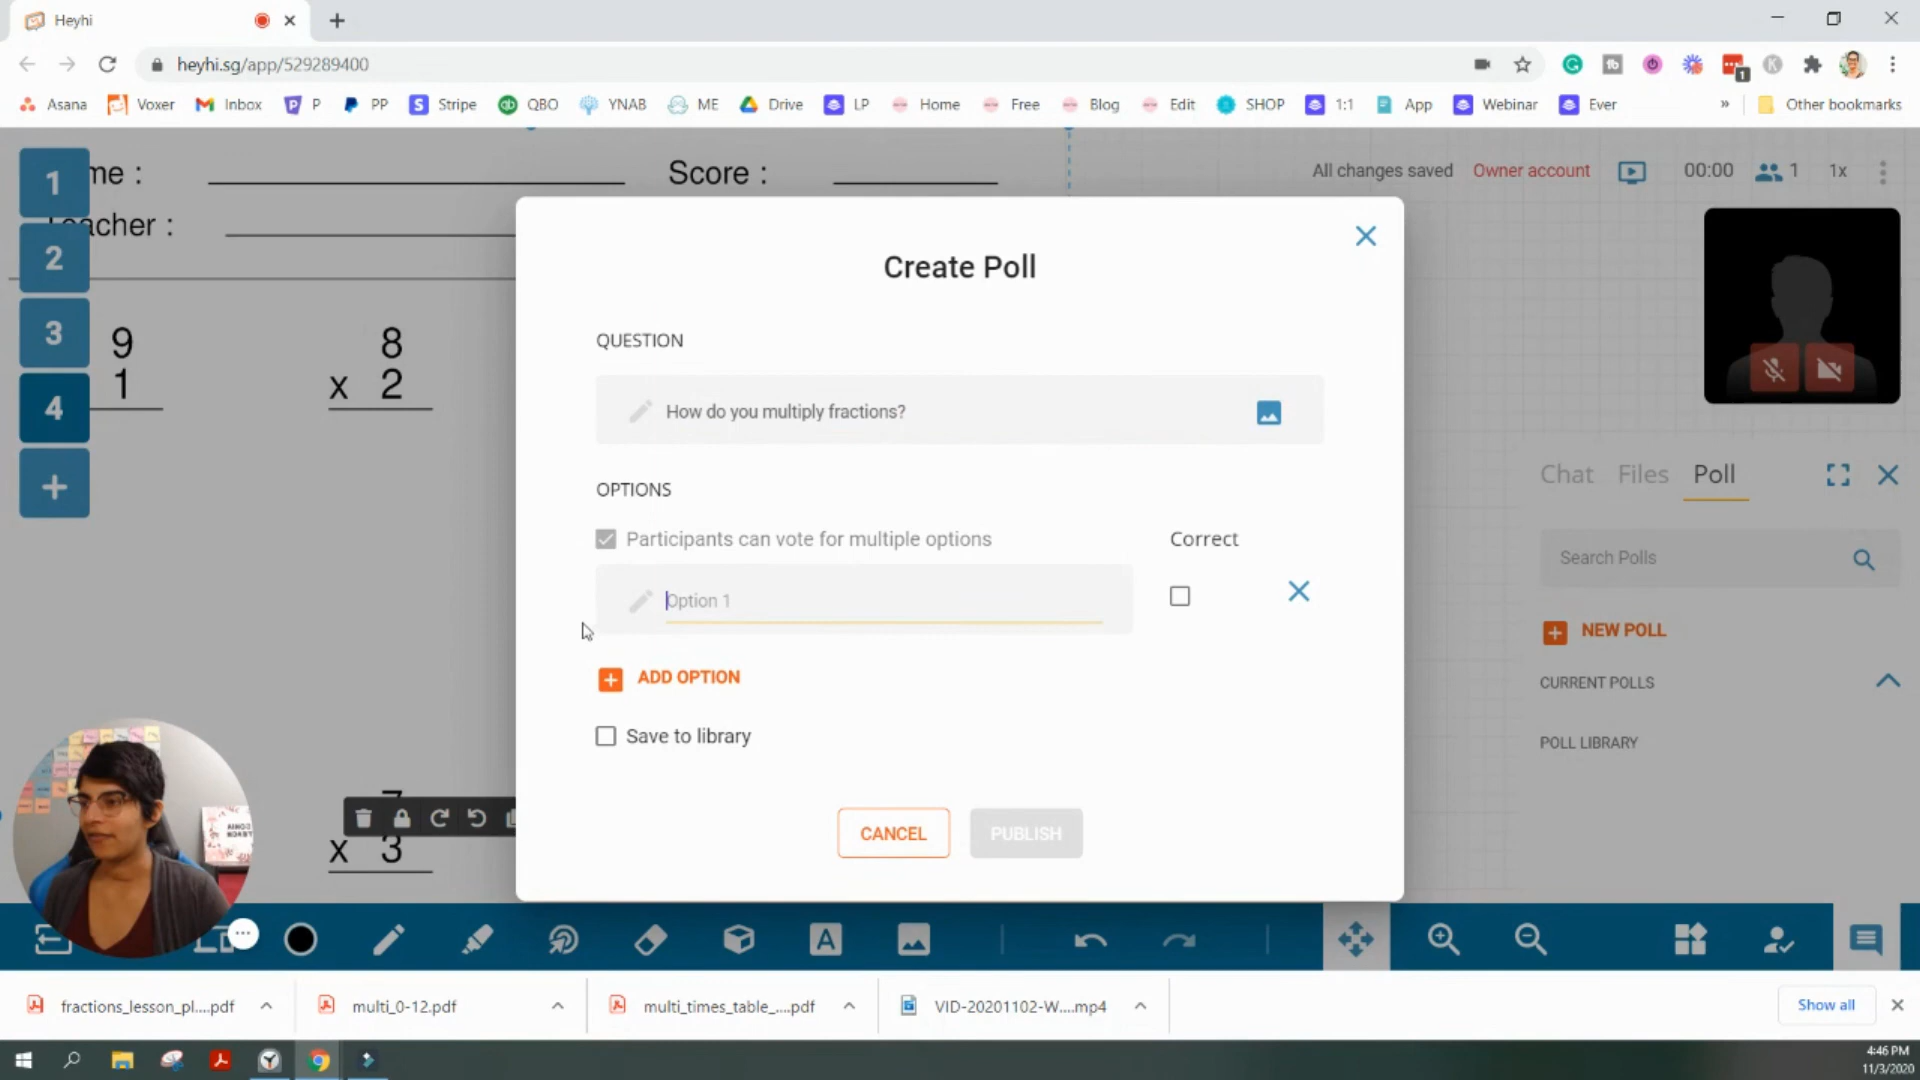 Heyhi
heyhi.sg/app/529289400
Asana Voxer Inbox P PP Stripe QBO YNAB ME Drive LP Home Free Blog Edit SHOP 1:1 App Webinar Ever » Other bookmarks
1
me :
Score :
All changes saved Owner account 00:00 1 1x
Teacher :
2
Create Poll
3
9
1
8
x 2
QUESTION
How do you multiply fractions?
4
Chat Files Poll
OPTIONS
Participants can vote for multiple options Correct
Search Polls
Option 1
NEW POLL
ADD OPTION
CURRENT POLLS
Save to library
POLL LIBRARY
7
x 3
CANCEL PUBLISH
A
fractions_lesson_pl....pdf multi_0-12.pdf multi_times_table_....pdf VID-20201102-W....mp4 Show all
4:46 PM
11/3/2020